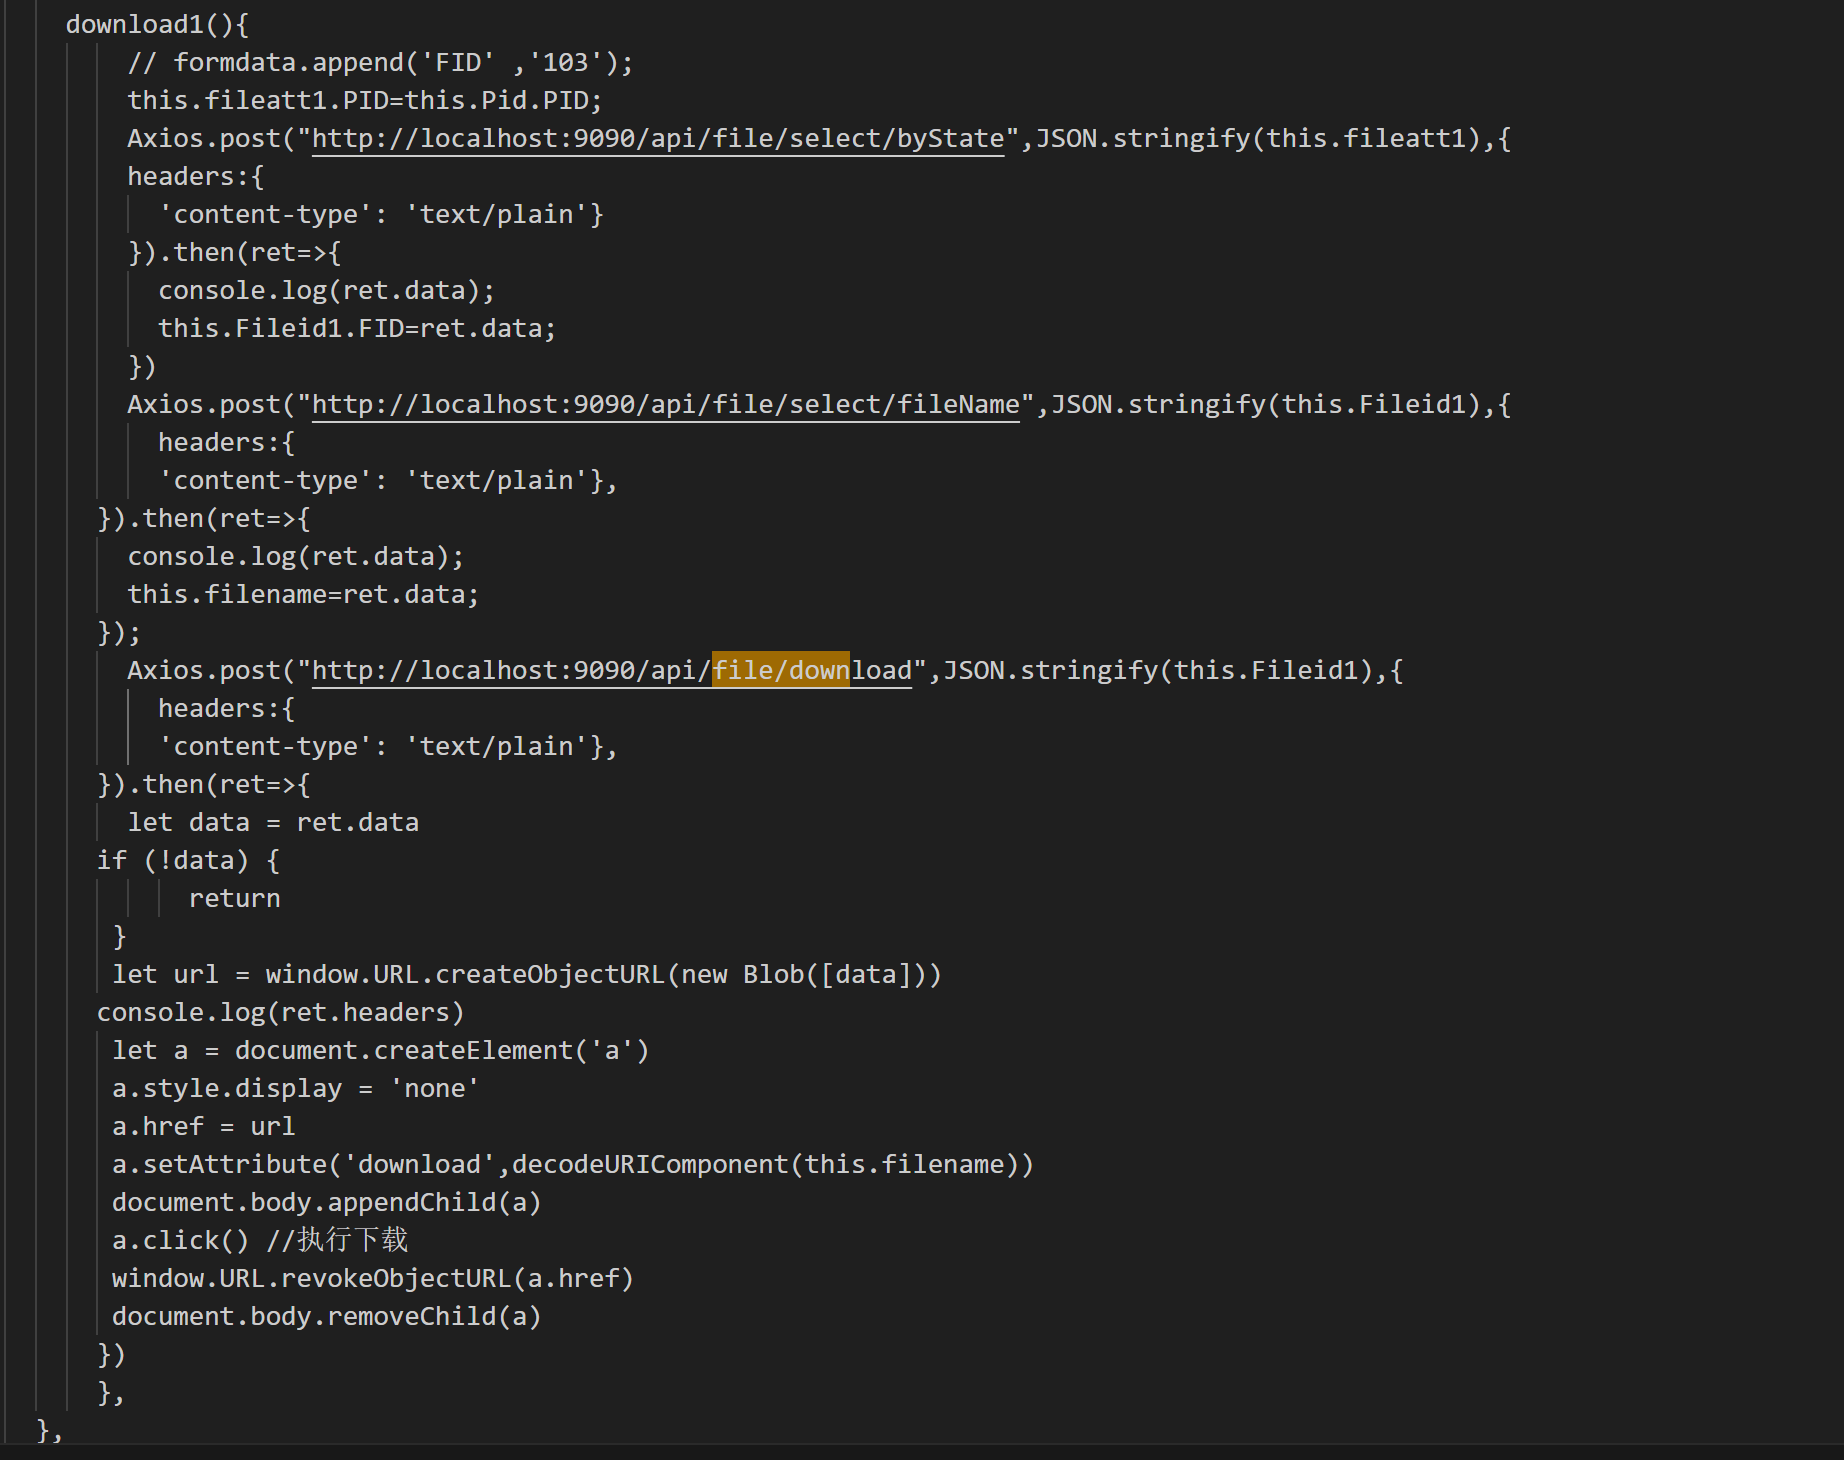 download1(){
// formdata.append('FID' ,'103');
this.fileatt1.PID=this.Pid.PID;
Axios.post("http://localhost:9090/api/file/select/byState",JSON.stringify(this.fileatt1),{
headers:{
'content-type': 'text/plain'}
}).then(ret=>{
console.log(ret.data);
this.Fileid1.FID=ret.data;
})
Axios.post("http://localhost:9090/api/file/select/fileName",JSON.stringify(this.Fileid1),{
headers:{
'content-type': 'text/plain'},
}).then(ret=>{
console.log(ret.data);
this.filename=ret.data;
});
Axios.post("http://localhost:9090/api/file/download",JSON.stringify(this.Fileid1),{
headers:{
'content-type': 'text/plain'},
}).then(ret=>{
let data = ret.data
if (!data) {
return
}
let url = window.URL.createObjectURL(new Blob([data]))
console.log(ret.headers)
let a = document.createElement('a')
a.style.display = 'none'
a.href = url
a.setAttribute('download',decodeURIComponent(this.filename))
document.body.appendChild(a)
a.click() //执行下载
window.URL.revokeObjectURL(a.href)
document.body.removeChild(a)
})
},
},